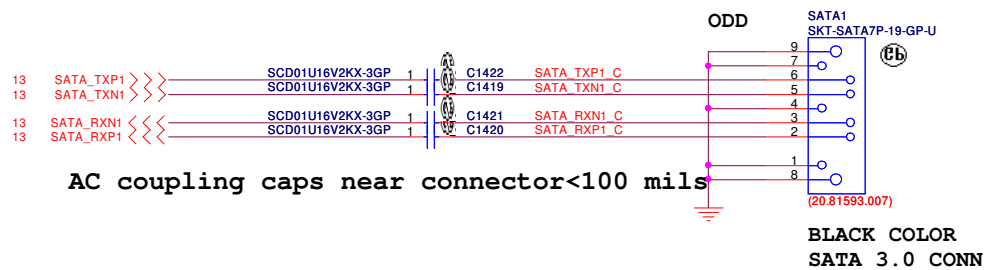 ODD
SATA1
SKT-SATA7P-19-GP-U
9
7
13 SATA_TXP1 SCD01U16V2KX-3GP 1 C1422 SATA_TXP1_C 6
13 SATA_TXN1 SCD01U16V2KX-3GP 1 C1419 SATA_TXN1_C 5
4
13 SATA_RXN1 SCD01U16V2KX-3GP 1 C1421 SATA_RXN1_C 3
13 SATA_RXP1 SCD01U16V2KX-3GP 1 C1420 SATA_RXP1_C 2
1
AC coupling caps near connector<100 mils 8
(20.81593.007)
BLACK COLOR
SATA 3.0 CONN